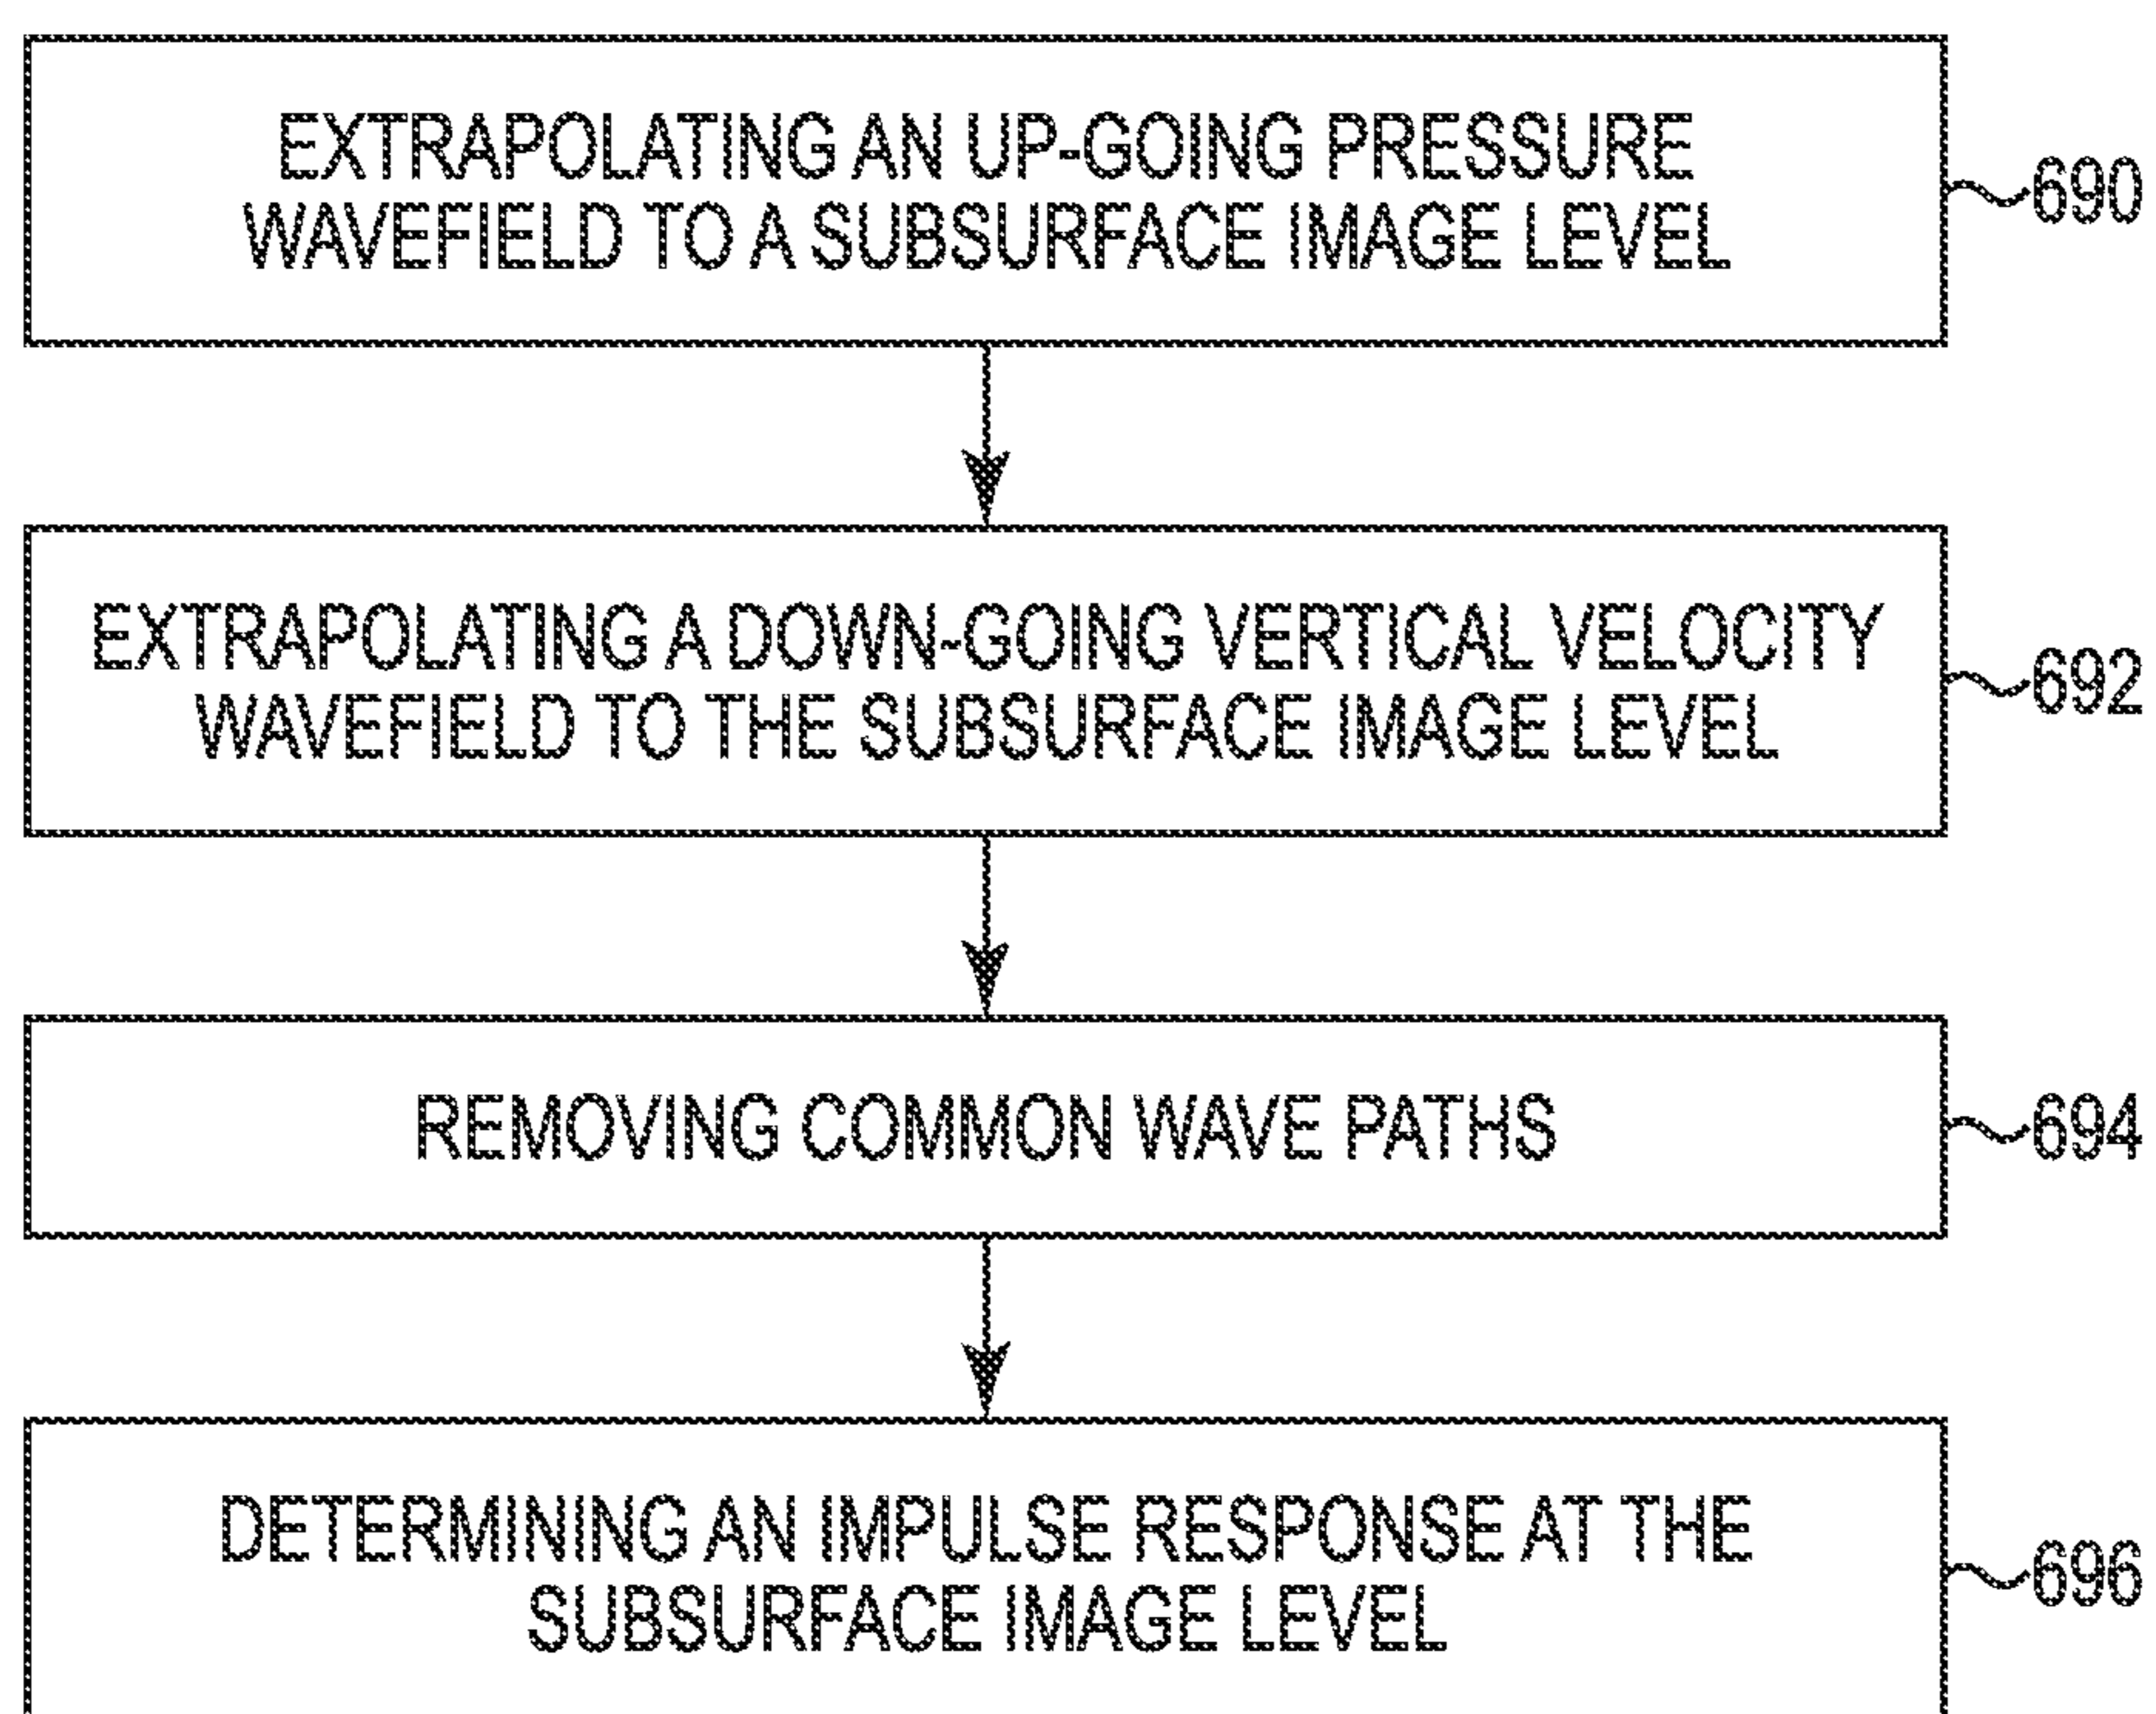 EXTRAPOLATING AN UP-GOING PRESSURE
WAVEFIELD TO A SUBSURFACE IMAGE LEVEL
690
EXTRAPOLATING A DOWN-GOING VERTICAL VELOCITY
WAVEFIELD TO THE SUBSURFACE IMAGE LEVEL
692
REMOVING COMMON WAVE PATHS
694
DETERMINING AN IMPULSE RESPONSE AT THE
SUBSURFACE IMAGE LEVEL
696